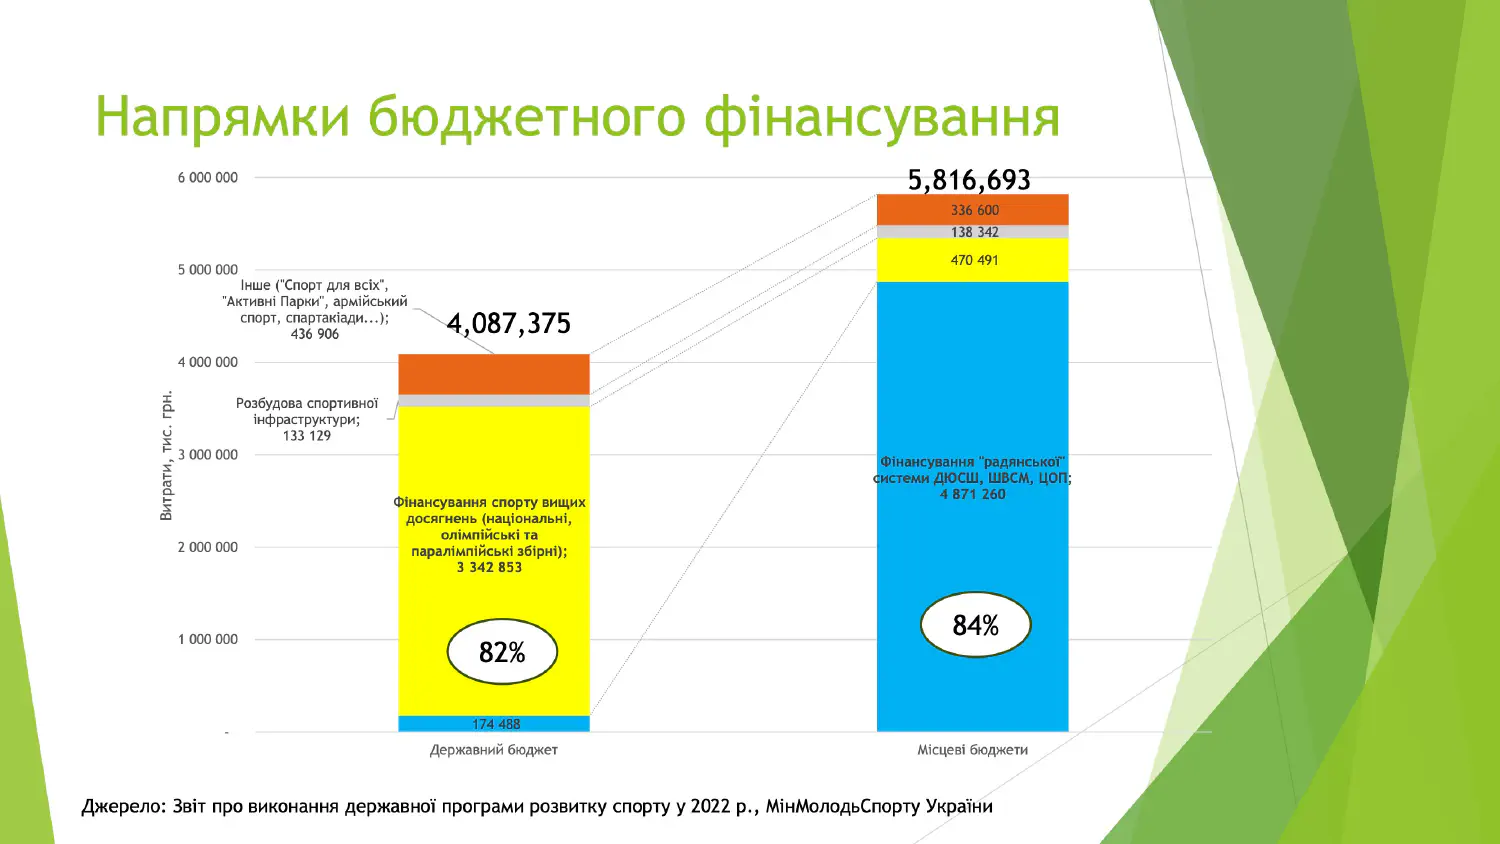 Напрямки бюджетного фінансування
6 000 000
5 000 000
4 000 000
3 000 000
2 000 000
1 000 000
-
Витрати, тис. грн.
Інше ("Спорт для всіх",
"Активні Парки", армійський
спорт, спартакіади...);
436 906
4,087,375
Розбудова спортивної
інфраструктури;
133 129
Фінансування спорту вищих
досягнень (національні,
олімпійські та
паралімпійські збірні);
3 342 853
82%
174 488
Державний бюджет
5,816,693
336 600
138 342
470 491
Фінансування "радянської"
системи ДЮСШ, ШВСМ, ЦОП;
4 871 260
84%
Місцеві бюджети
Джерело: Звіт про виконання державної програми розвитку спорту у 2022 р., МінМолодьСпорту України